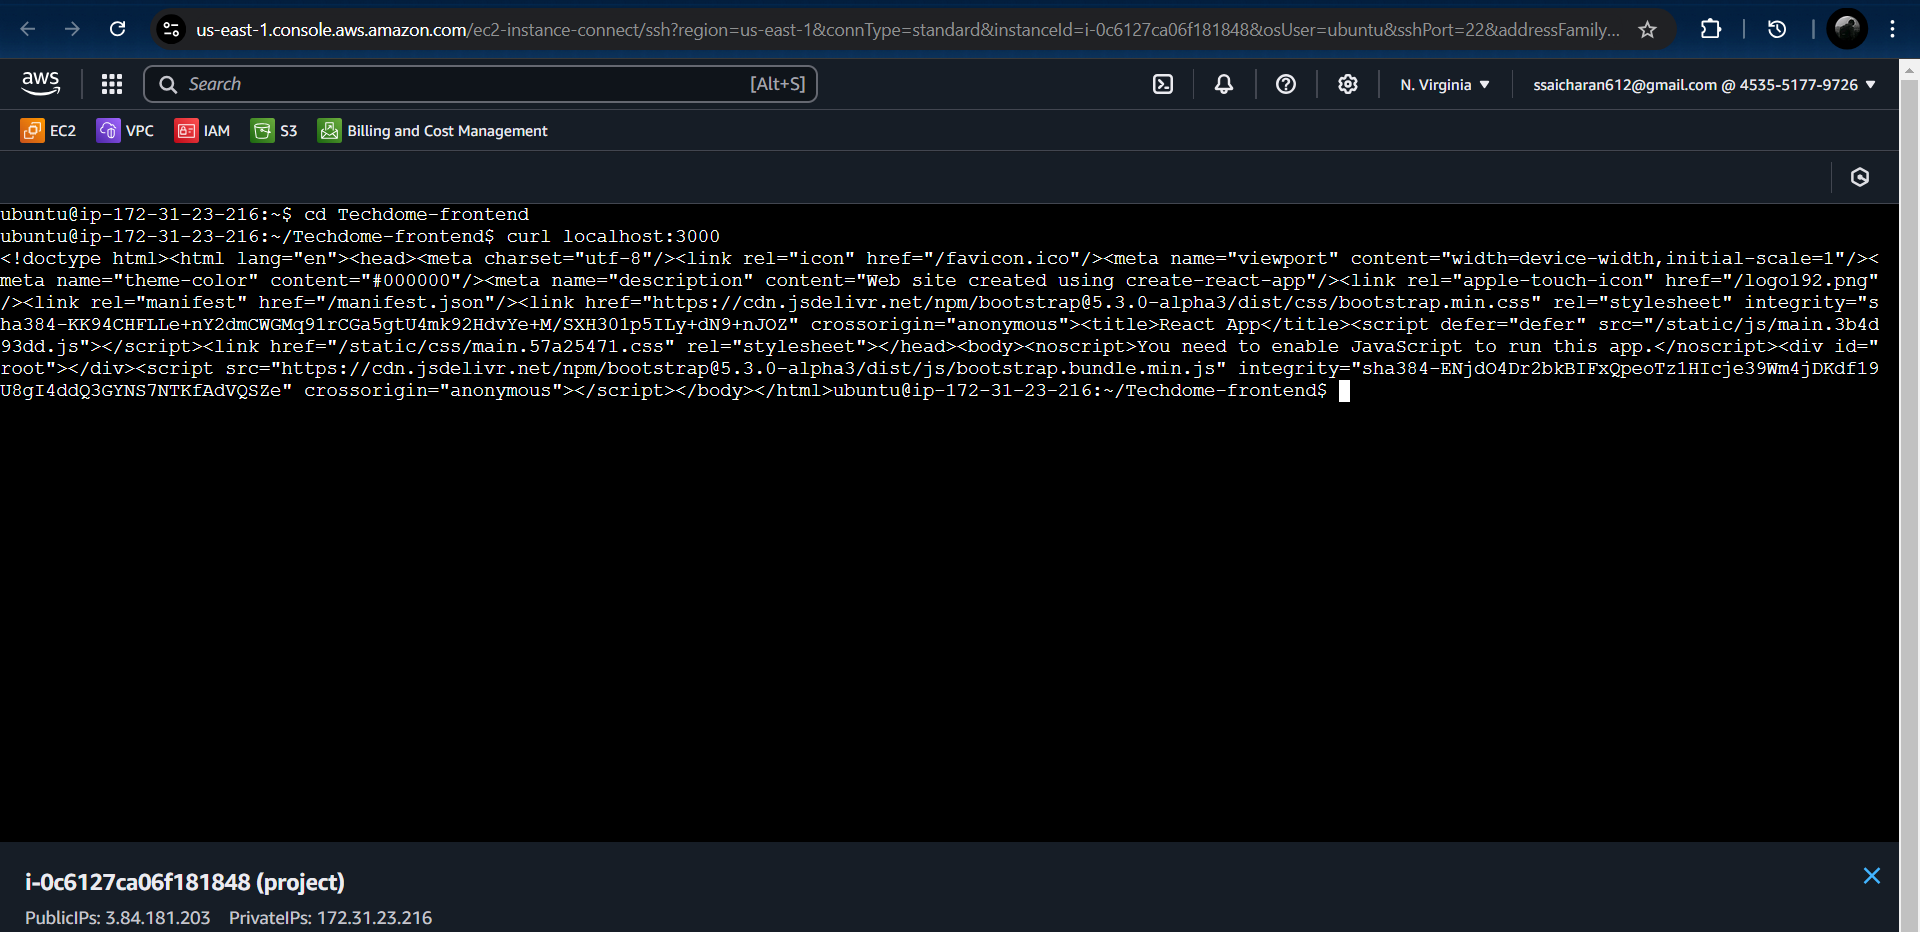 us-east-1.console.aws.amazon.com/ec2-instance-connect/ssh?region=us-east-1&connType=standard&instanceId=i-0c6127ca06f181848&osUser=ubuntu&sshPort=22&addressFamily...
aws
Search
[Alt+S]
N. Virginia
ssaicharan612@gmail.com @ 4535-5177-9726
EC2
VPC
IAM
S3
Billing and Cost Management
ubuntu@ip-172-31-23-216:~$ cd Techdome-frontend
ubuntu@ip-172-31-23-216:~/Techdome-frontend$ curl localhost:3000
<!doctype html><html lang="en"><head><meta charset="utf-8"/><link rel="icon" href="/favicon.ico"/><meta name="viewport" content="width=device-width,initial-scale=1"/><
meta name="theme-color" content="#000000"/><meta name="description" content="Web site created using create-react-app"/><link rel="apple-touch-icon" href="/logo192.png"
/><link rel="manifest" href="/manifest.json"/><link href="https://cdn.jsdelivr.net/npm/bootstrap@5.3.0-alpha3/dist/css/bootstrap.min.css" rel="stylesheet" integrity="s
ha384-KK94CHFLLe+nY2dmCWGMq91rCGa5gtU4mk92HdvYe+M/SXH301p5ILy+dN9+nJOZ" crossorigin="anonymous"><title>React App</title><script defer="defer" src="/static/js/main.3b4d
93dd.js"></script><link href="/static/css/main.57a25471.css" rel="stylesheet"></head><body><noscript>You need to enable JavaScript to run this app.</noscript><div id="
root"></div><script src="https://cdn.jsdelivr.net/npm/bootstrap@5.3.0-alpha3/dist/js/bootstrap.bundle.min.js" integrity="sha384-ENjdO4Dr2bkBIFxQpeoTz1HIcje39Wm4jDKdf19
U8gI4ddQ3GYNS7NTKfAdVQSZe" crossorigin="anonymous"></script></body></html>ubuntu@ip-172-31-23-216:~/Techdome-frontend$
i-0c6127ca06f181848 (project)
PublicIPs: 3.84.181.203 PrivateIPs: 172.31.23.216